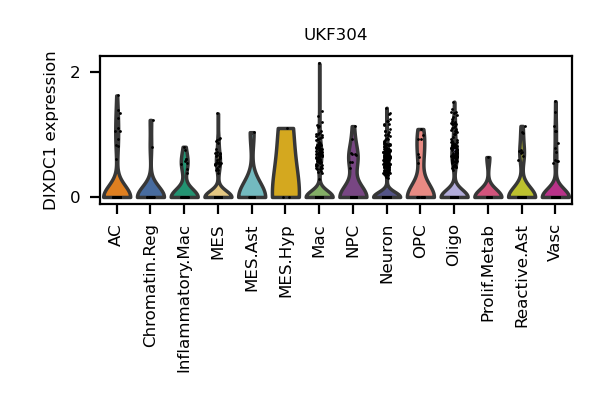 UKF304
DIXDC1 expression
2
0
AC
Chromatin.Reg
Inflammatory.Mac
MES
MES.Ast
MES.Hyp
Mac
NPC
Neuron
OPC
Oligo
Prolif.Metab
Reactive.Ast
Vasc